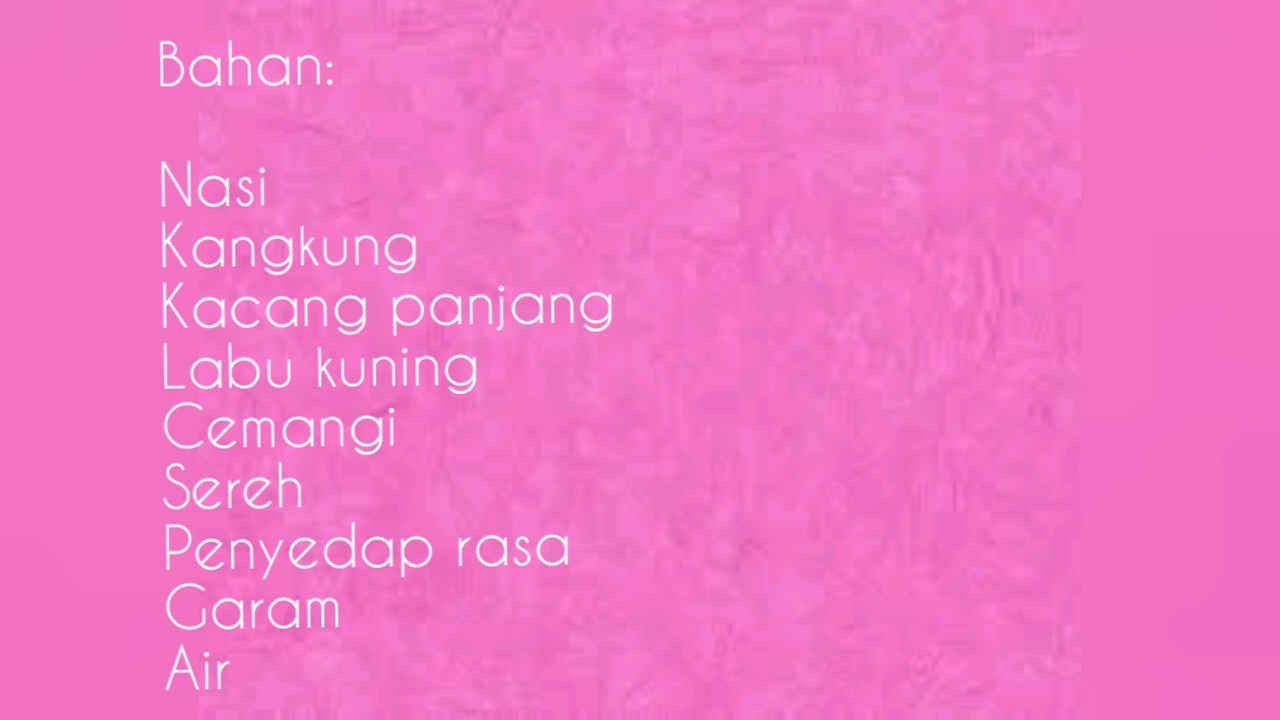 Bahan:
Nasi
Kangkung
Kacang panjang
Labu kuning
Cemangi
Sereh
Penyedap rasa
Garam
Air